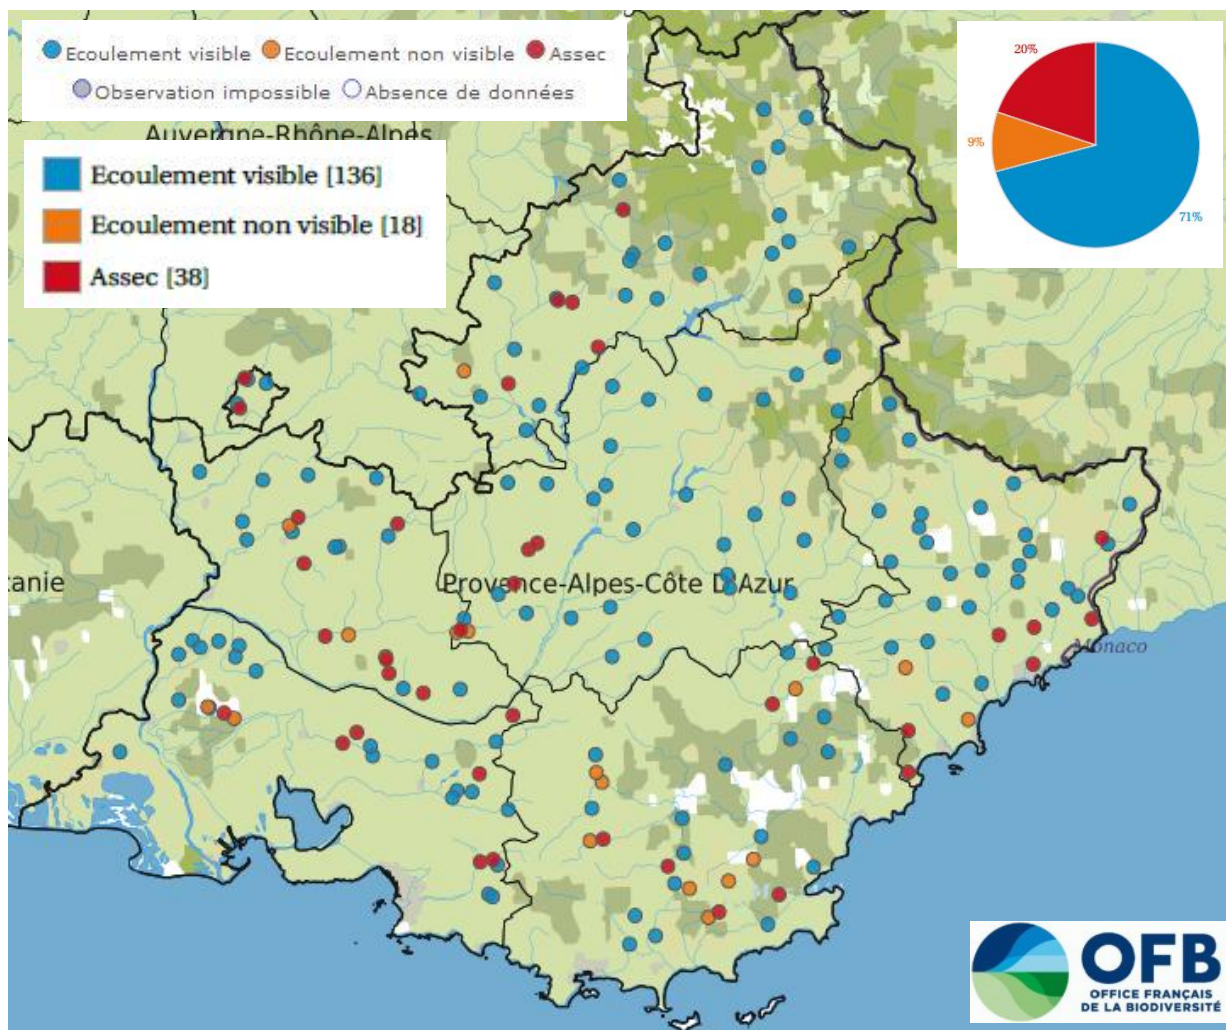 Ecoulement visible Ecoulement non visible Assec
Observation impossible Absence de données
20%
9%
71%
Auvergne-Rhône-Alpes
Ecoulement visible [136]
Ecoulement non visible [18]
Assec [38]
tanie
Provence-Alpes-Côte D'Azur
Monaco
OFB
OFFICE FRANÇAIS
DE LA BIODIVERSITÉ